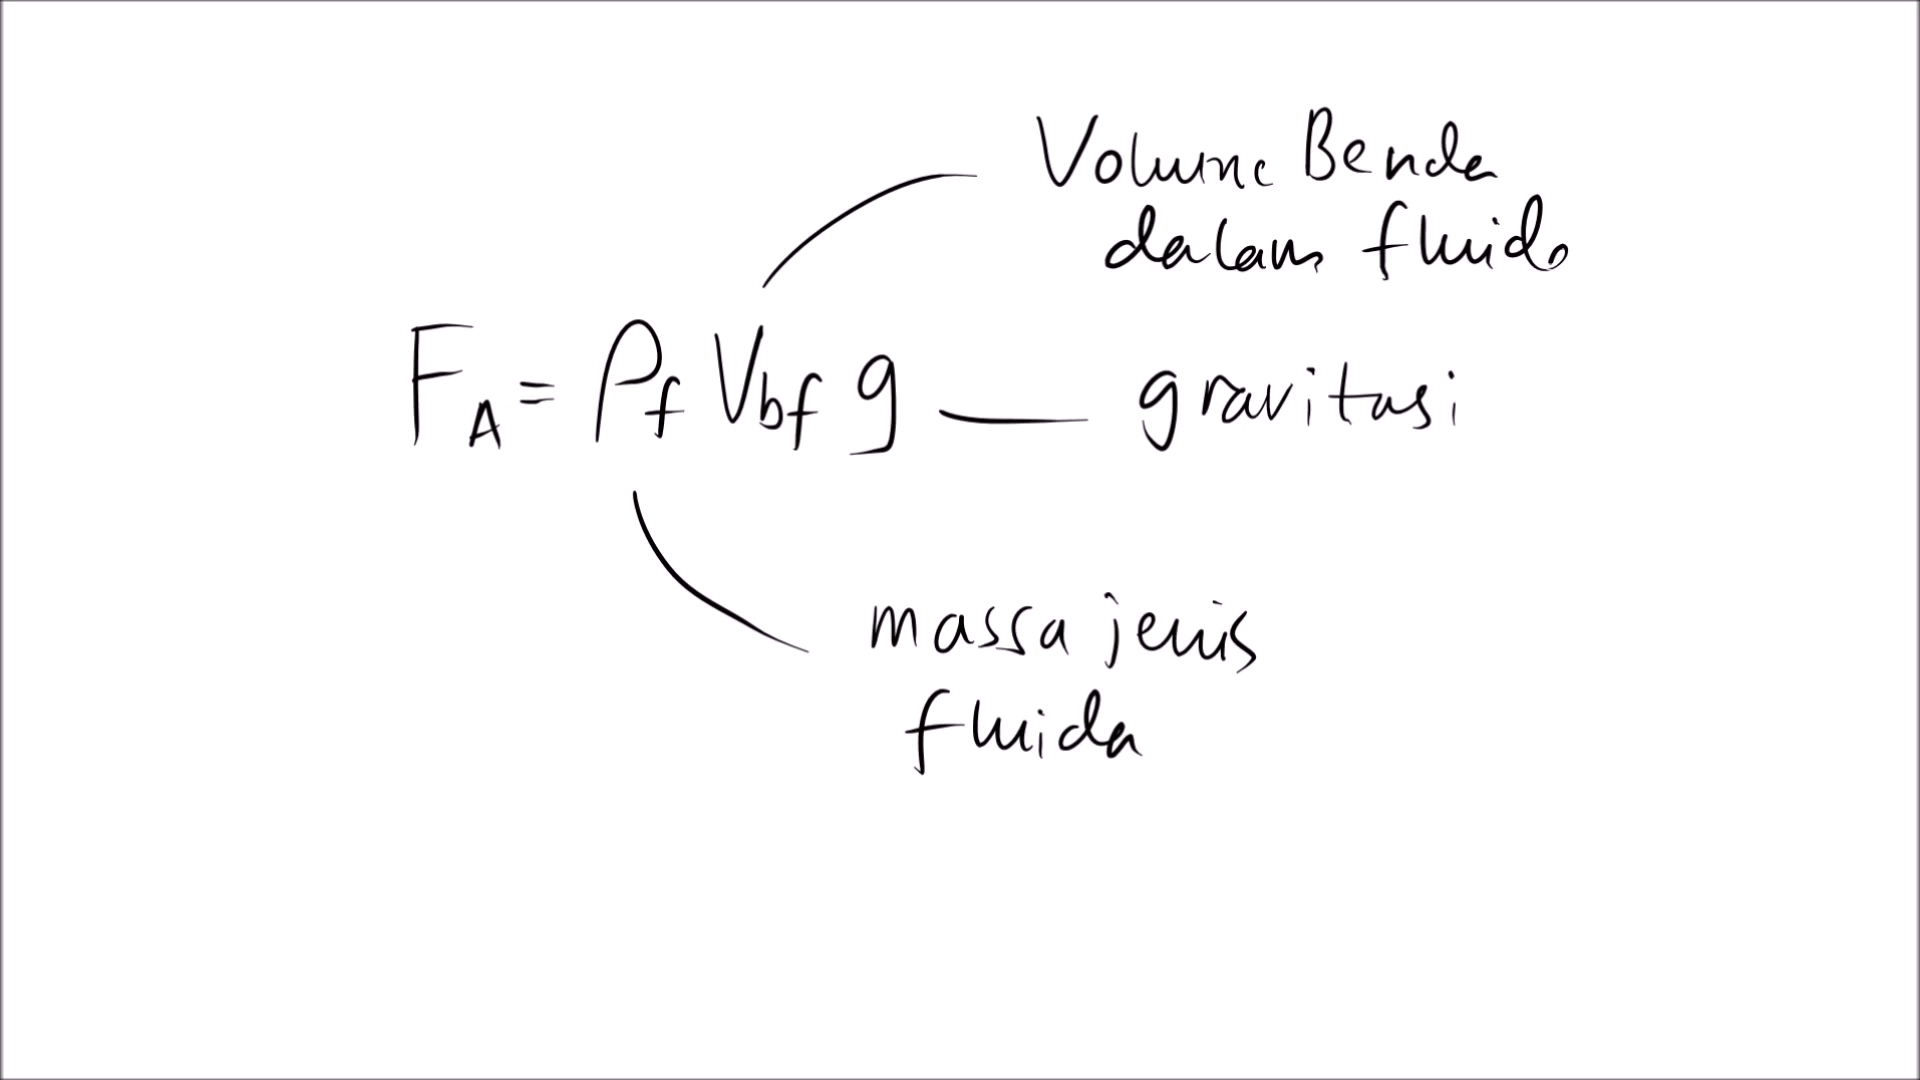 Volume Benda
dalam fluida
F_A = ρ_f V_bf g
gravitasi
massa jenis
fluida